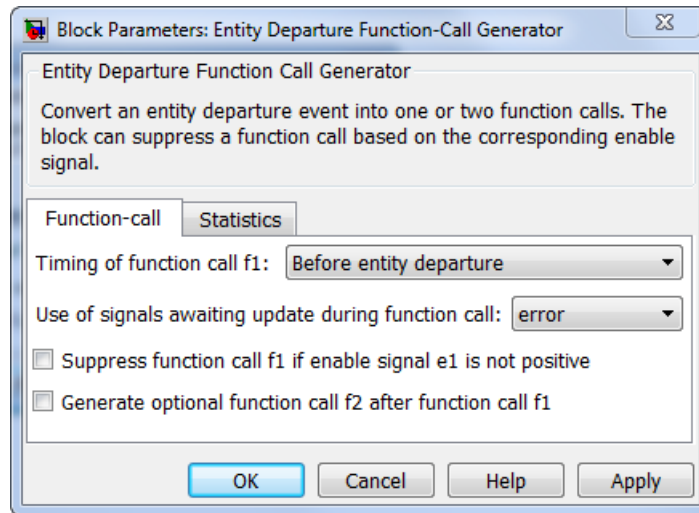 Block Parameters: Entity Departure Function-Call Generator
Entity Departure Function Call Generator
Convert an entity departure event into one or two function calls. The
block can suppress a function call based on the corresponding enable
signal.
Function-call Statistics
Timing of function call f1: Before entity departure
Use of signals awaiting update during function call: error
Suppress function call f1 if enable signal e1 is not positive
Generate optional function call f2 after function call f1
OK Cancel Help Apply